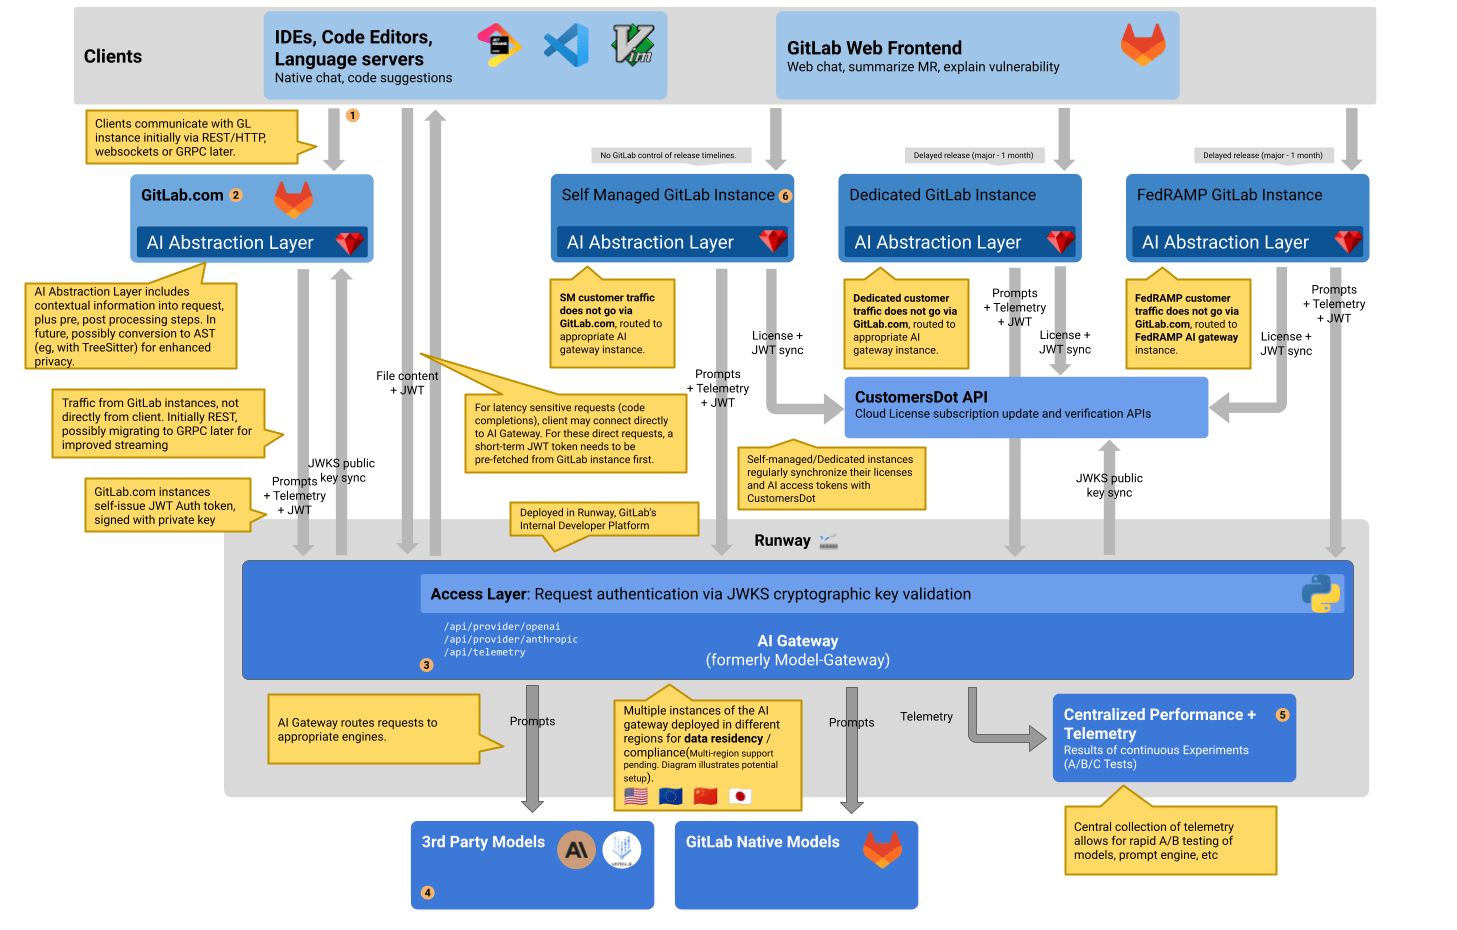 Clients
IDEs, Code Editors,
Language servers
Native chat, code suggestions
GitLab Web Frontend
Web chat, summarize MR, explain vulnerability
Clients communicate with GL
instance initially via REST/HTTP,
websockets or GRPC later.
1
No GitLab control of release timelines.
Delayed release (major - 1 month)
Delayed release (major - 1 month)
GitLab.com 2
AI Abstraction Layer
Self Managed GitLab Instance 6
AI Abstraction Layer
Dedicated GitLab Instance
AI Abstraction Layer
FedRAMP GitLab Instance
AI Abstraction Layer
AI Abstraction Layer includes
contextual information into request,
plus pre, post processing steps. In
future, possibly conversion to AST
(eg, with TreeSitter) for enhanced
privacy.
SM customer traffic
does not go via
GitLab.com, routed to
appropriate AI
gateway instance.
License +
JWT sync
Dedicated customer
traffic does not go via
GitLab.com, routed to
appropriate AI
gateway instance.
Prompts
+ Telemetry
+ JWT
License +
JWT sync
FedRAMP customer
traffic does not go via
GitLab.com, routed to
FedRAMP AI gateway
instance.
License +
JWT sync
Prompts
+ Telemetry
+ JWT
File content
+ JWT
Prompts
+ Telemetry
+ JWT
CustomersDot API
Cloud License subscription update and verification APIs
Traffic from GitLab instances, not
directly from client. Initially REST,
possibly migrating to GRPC later for
improved streaming
For latency sensitive requests (code
completions), client may connect directly
to AI Gateway. For these direct requests, a
short-term JWT token needs to be
pre-fetched from GitLab instance first.
Self-managed/Dedicated instances
regularly synchronize their licenses
and AI access tokens with
CustomersDot
JWKS public
key sync
Prompts
+ Telemetry
+ JWT
JWKS public
key sync
GitLab.com instances
self-issue JWT Auth token,
signed with private key
Deployed in Runway, GitLab's
Internal Developer Platform
Runway
Access Layer: Request authentication via JWKS cryptographic key validation
/api/provider/openai
/api/provider/anthropic
/api/telemetry
3
AI Gateway
(formerly Model-Gateway)
AI Gateway routes requests to
appropriate engines.
Prompts
Multiple instances of the AI
gateway deployed in different
regions for data residency /
compliance(Multi-region support
pending. Diagram illustrates potential
setup).
Prompts
Telemetry
Centralized Performance + 5
Telemetry
Results of continuous Experiments
(A/B/C Tests)
Central collection of telemetry
allows for rapid A/B testing of
models, prompt engine, etc
3rd Party Models
4
GitLab Native Models